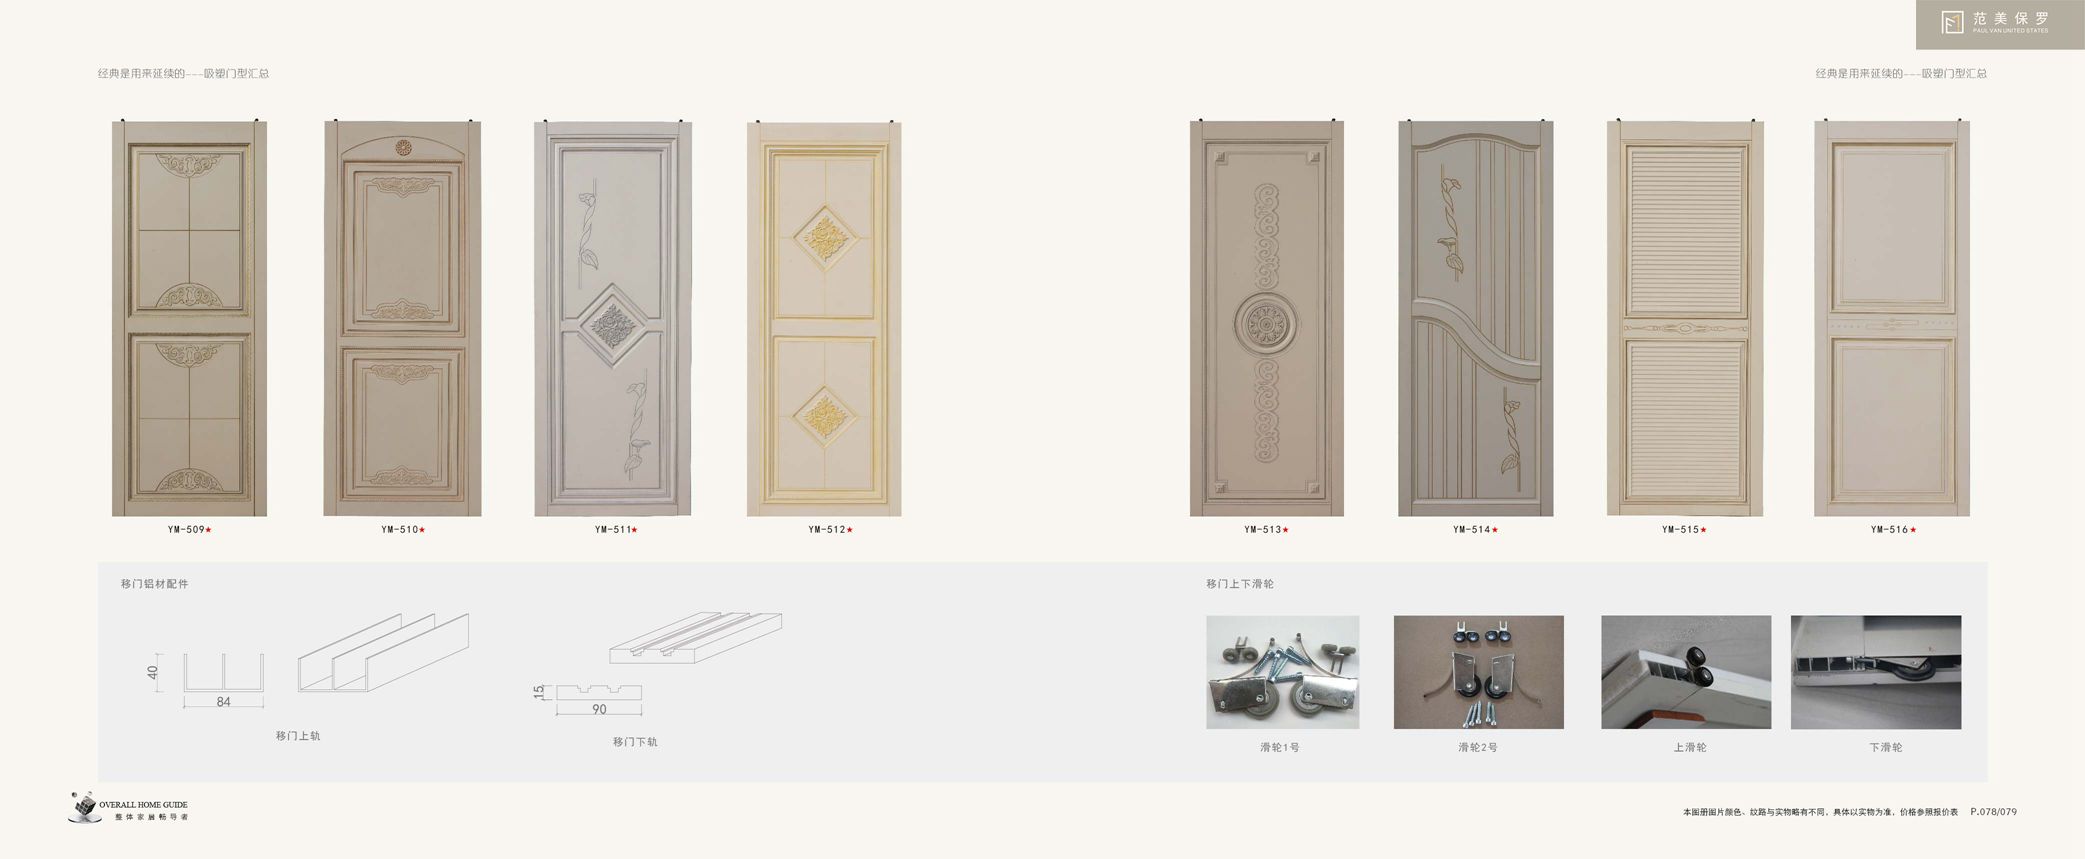 范美保罗
PAUL VAN UNITED STATES
经典是用来延续的---吸塑门型汇总
经典是用来延续的---吸塑门型汇总
YM-509★
YM-510★
YM-511★
YM-512★
YM-513★
YM-514★
YM-515★
YM-516★
移门铝材配件
40
84
移门上轨
15
90
移门下轨
移门上下滑轮
滑轮1号
滑轮2号
上滑轮
下滑轮
OVERALL HOME GUIDE
整体家居畅导者
本画册图片颜色、纹路与实物略有不同，具体以实物为准，价格参照报价表 P.078/079